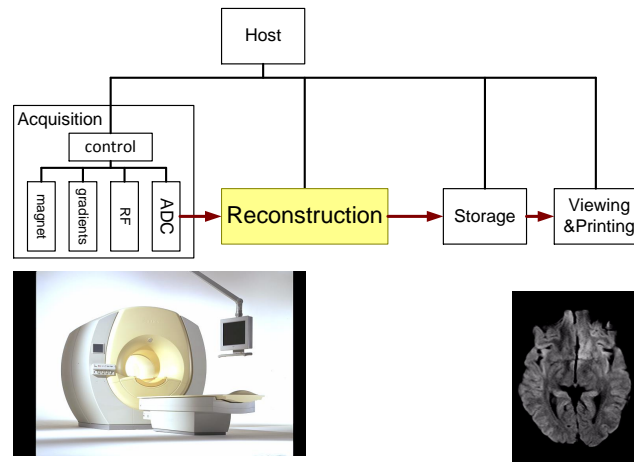 Host
Acquisition
control
magnet
gradients
RF
ADC
Reconstruction
Storage
Viewing
&Printing